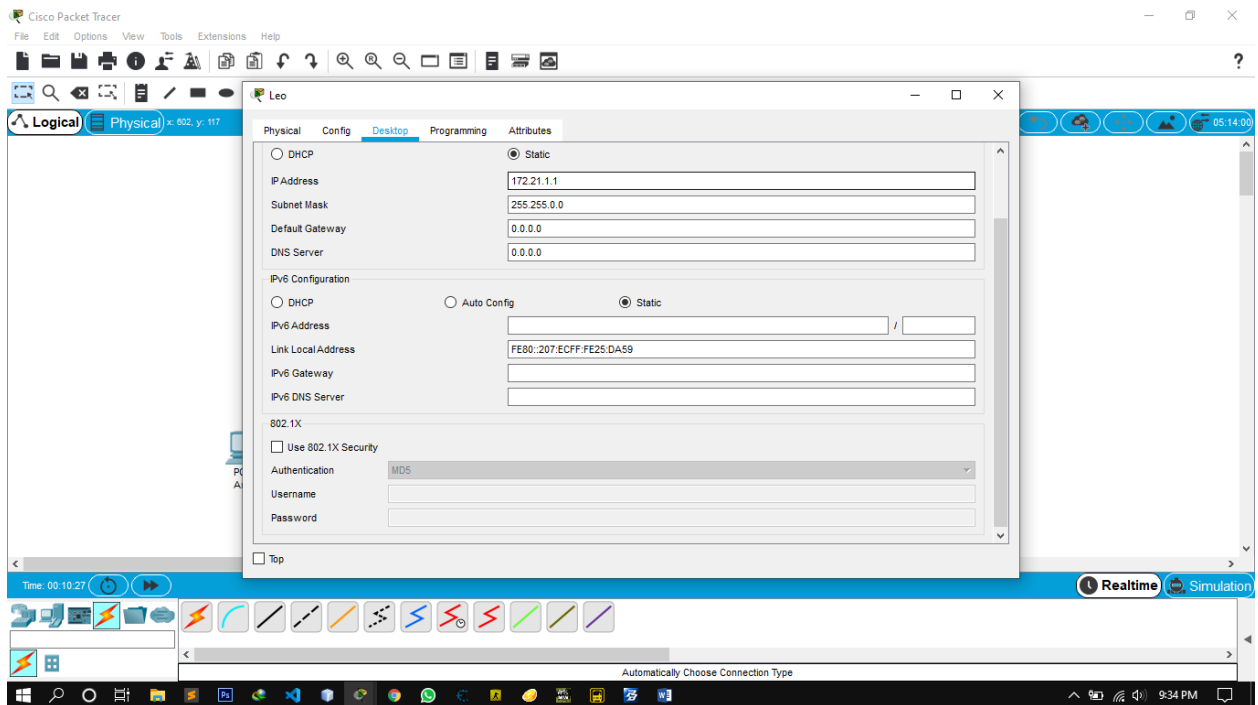 Cisco Packet Tracer
File Edit Options View Tools Extensions Help
?
Leo
Logical Physical x: 602, y: 117
05:14:00
Physical Config Desktop Programming Attributes
DHCP Static
IP Address 172.21.1.1
Subnet Mask 255.255.0.0
Default Gateway 0.0.0.0
DNS Server 0.0.0.0
IPv6 Configuration
DHCP Auto Config Static
IPv6 Address /
Link Local Address FE80::207:ECFF:FE25:DA59
IPv6 Gateway
IPv6 DNS Server
802.1X
Use 802.1X Security
Authentication MD5
Username
Password
Top
Time: 00:10:27 Realtime Simulation
Automatically Choose Connection Type
Ps 9:34 PM